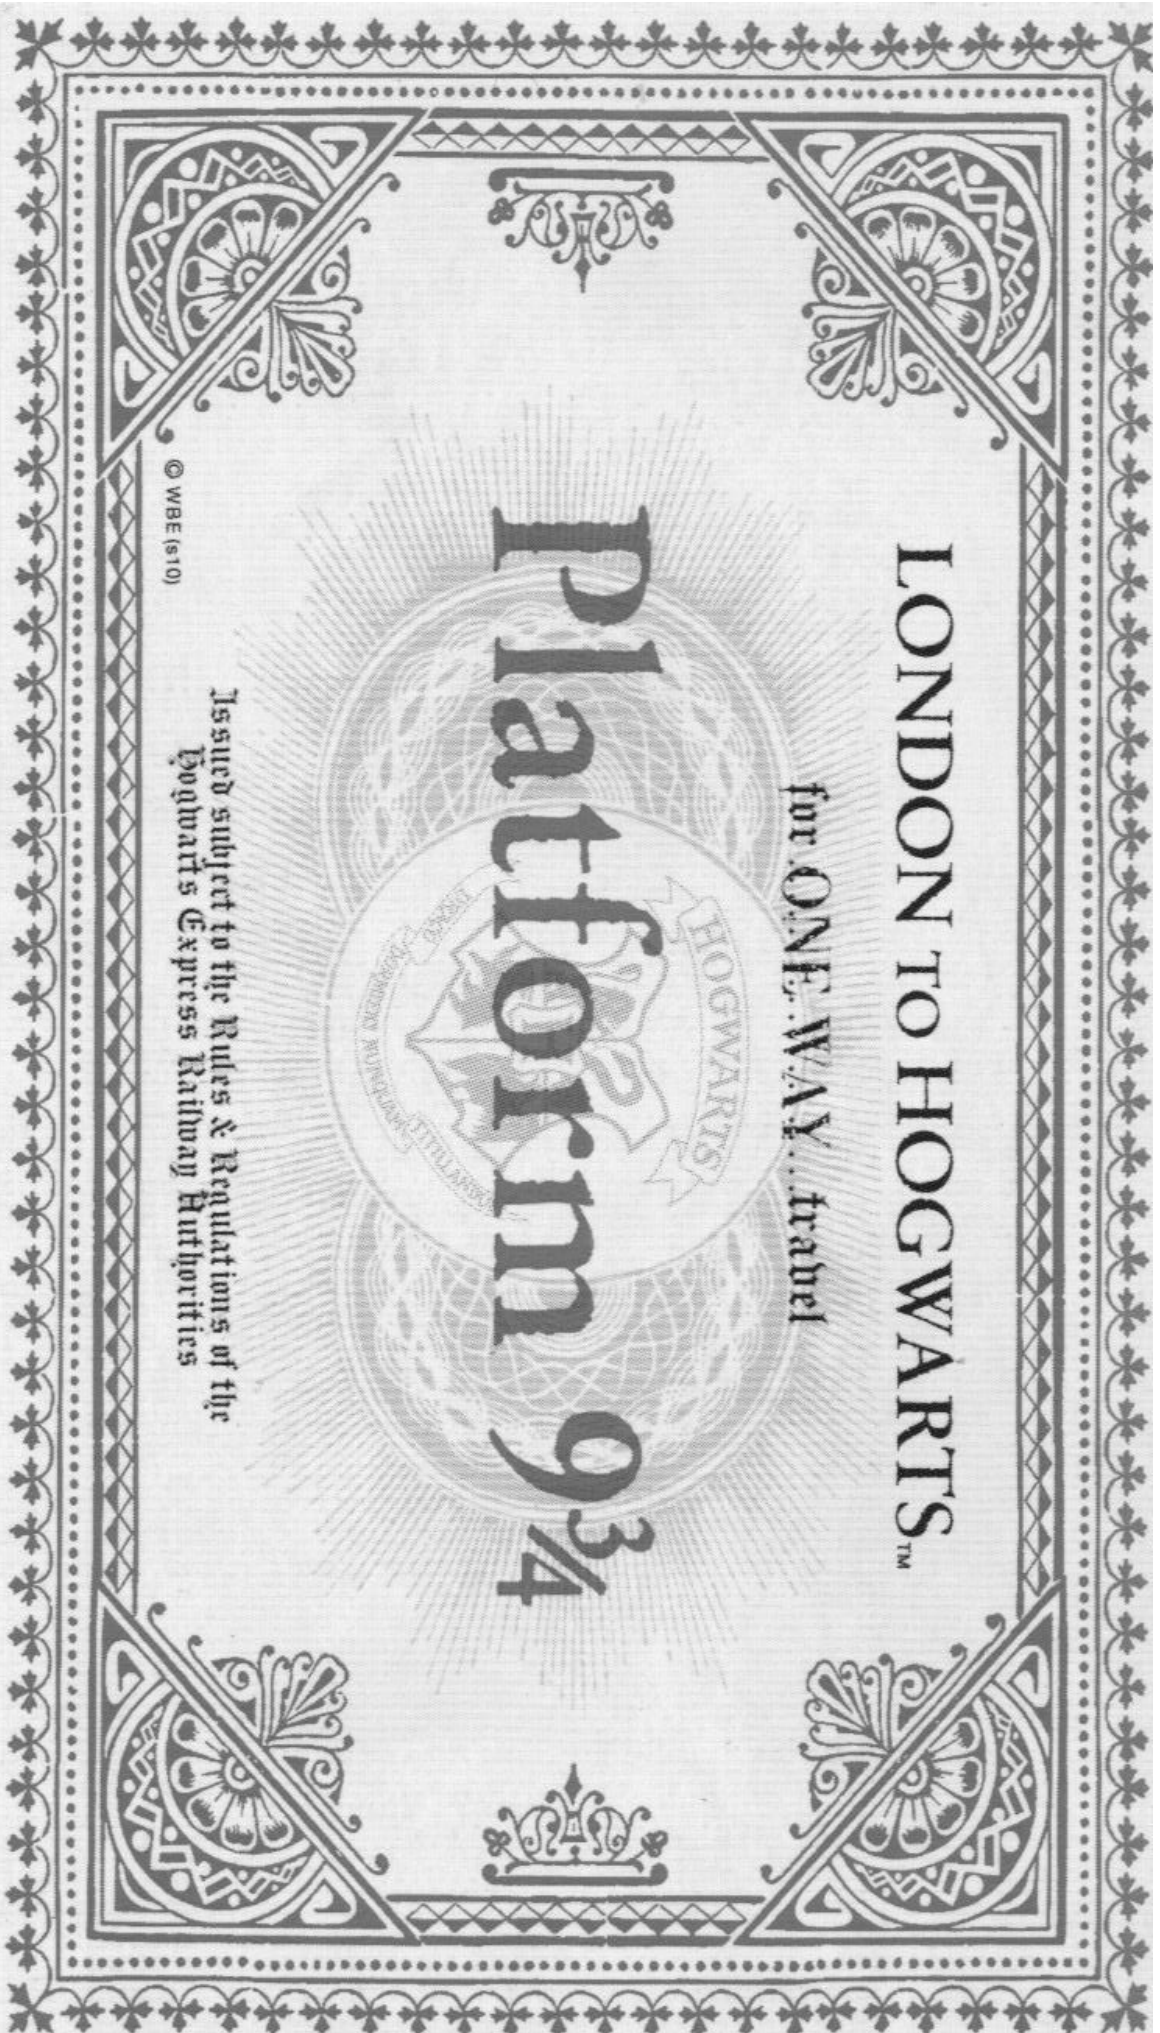 LONDON TO HOGWARTS™
for ONE WAY travel
HOGWARTS
Platform 9¾
Issued subject to the Rules & Regulations of the
Hogwarts Express Railway Authorities
© WBE (s10)